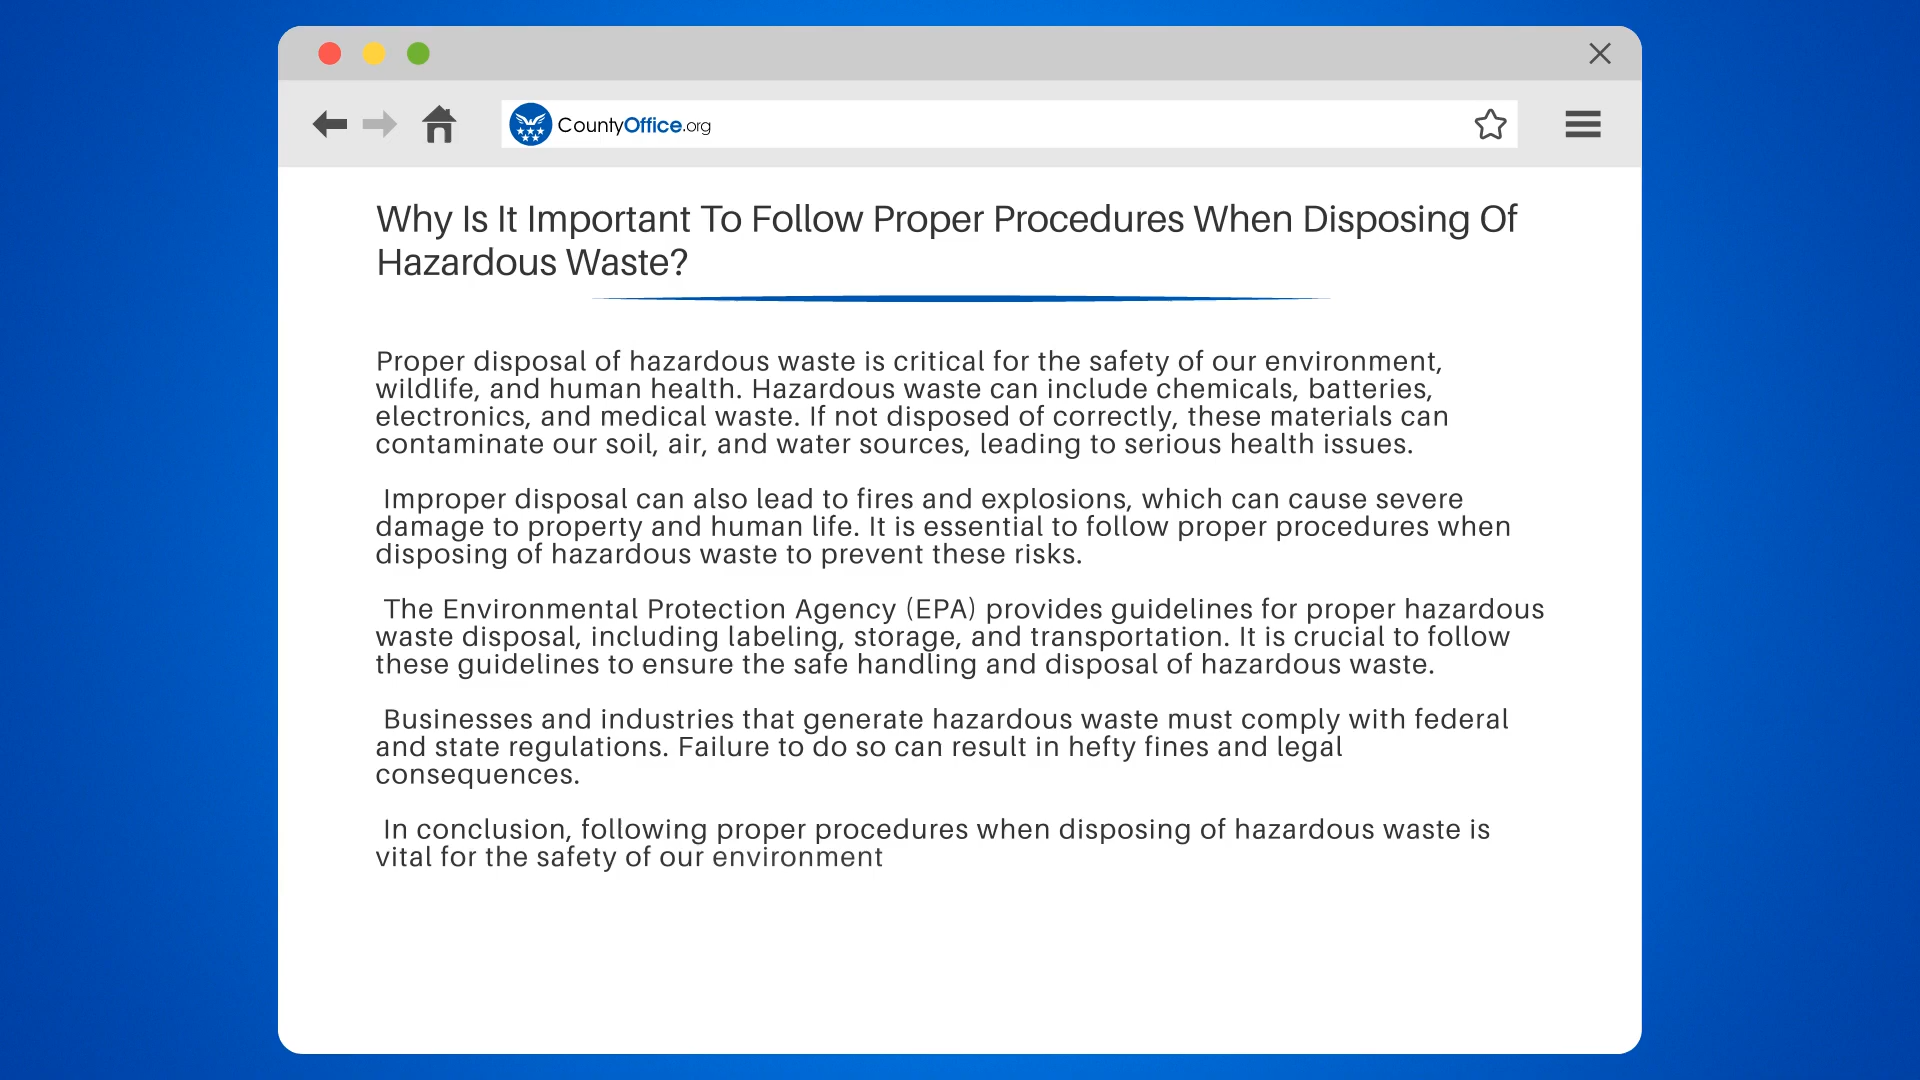 CountyOffice.org
Why Is It Important To Follow Proper Procedures When Disposing Of
Hazardous Waste?
Proper disposal of hazardous waste is critical for the safety of our environment,
wildlife, and human health. Hazardous waste can include chemicals, batteries,
electronics, and medical waste. If not disposed of correctly, these materials can
contaminate our soil, air, and water sources, leading to serious health issues.
Improper disposal can also lead to fires and explosions, which can cause severe
damage to property and human life. It is essential to follow proper procedures when
disposing of hazardous waste to prevent these risks.
The Environmental Protection Agency (EPA) provides guidelines for proper hazardous
waste disposal, including labeling, storage, and transportation. It is crucial to follow
these guidelines to ensure the safe handling and disposal of hazardous waste.
Businesses and industries that generate hazardous waste must comply with federal
and state regulations. Failure to do so can result in hefty fines and legal
consequences.
In conclusion, following proper procedures when disposing of hazardous waste is
vital for the safety of our environment